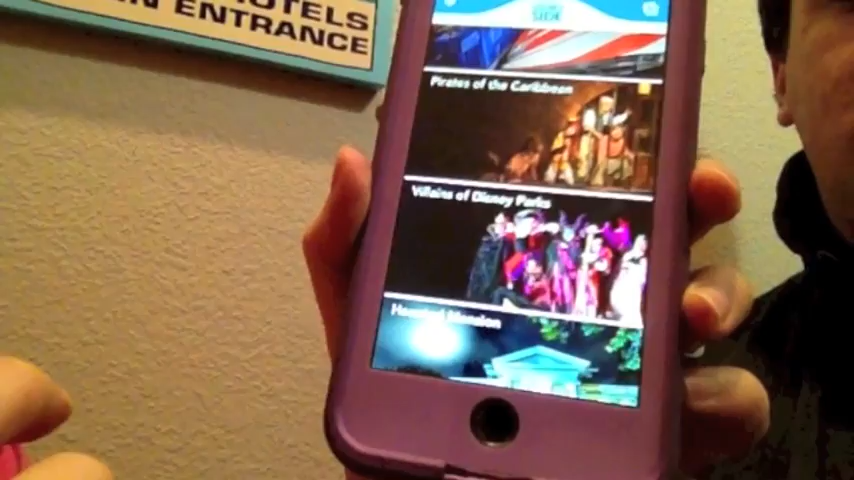 HOTELS
ENTRANCE
Pirates of the Caribbean
Villains of Disney Parks
Haunted Mansion